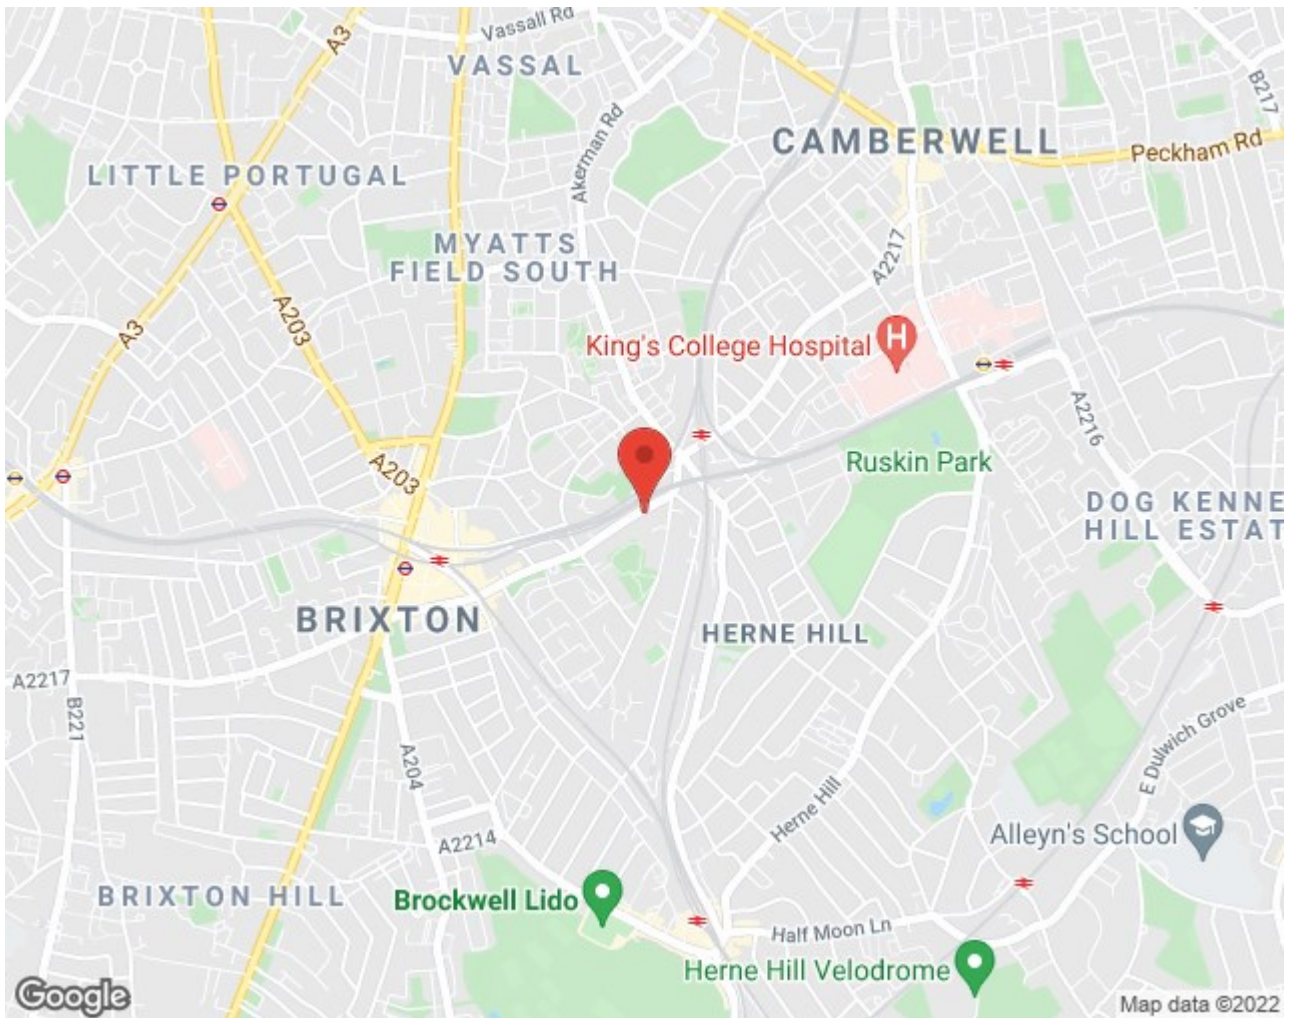 A3
Vassall Rd
VASSAL
B217
Akerman Rd
CAMBERWELL
Peckham Rd
LITTLE PORTUGAL
MYATTS
FIELD SOUTH
A2217
A203
A3
King's College Hospital
H
A2216
A203
Ruskin Park
DOG KENNE
HILL ESTAT
BRIXTON
HERNE HILL
A2217
B221
A204
E Dulwich Grove
Herne Hill
A2214
Alleyn's School
BRIXTON HILL
Brockwell Lido
Half Moon Ln
Herne Hill Velodrome
Google
Map data ©2022